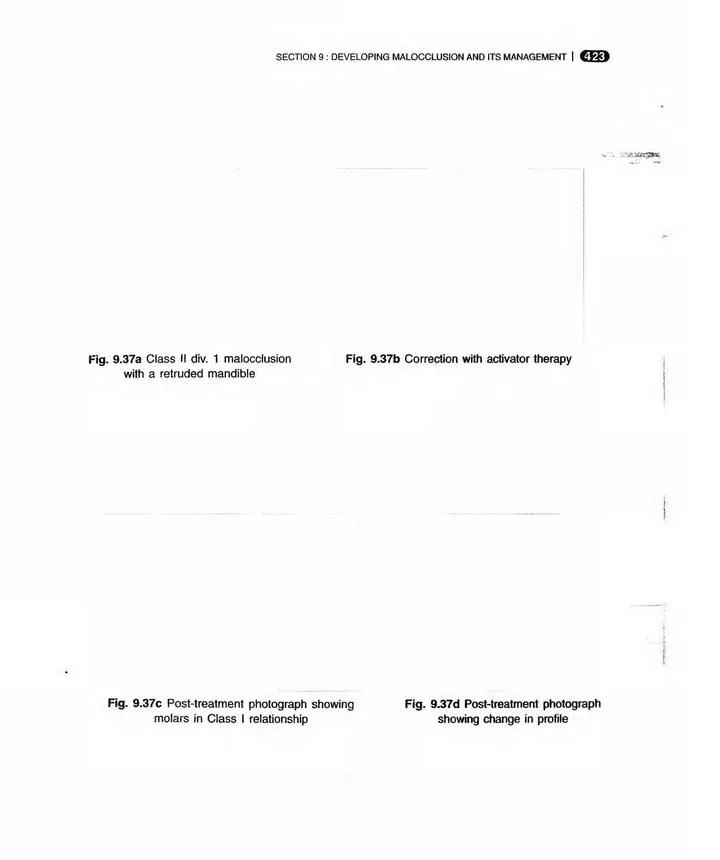 SECTION 9 : DEVELOPING MALOCCLUSION AND ITS MANAGEMENT | 423
Fig. 9.37a Class II div. 1 malocclusion
with a retruded mandible
Fig. 9.37b Correction with activator therapy
Fig. 9.37c Post-treatment photograph showing
molars in Class I relationship
Fig. 9.37d Post-treatment photograph
showing change in profile